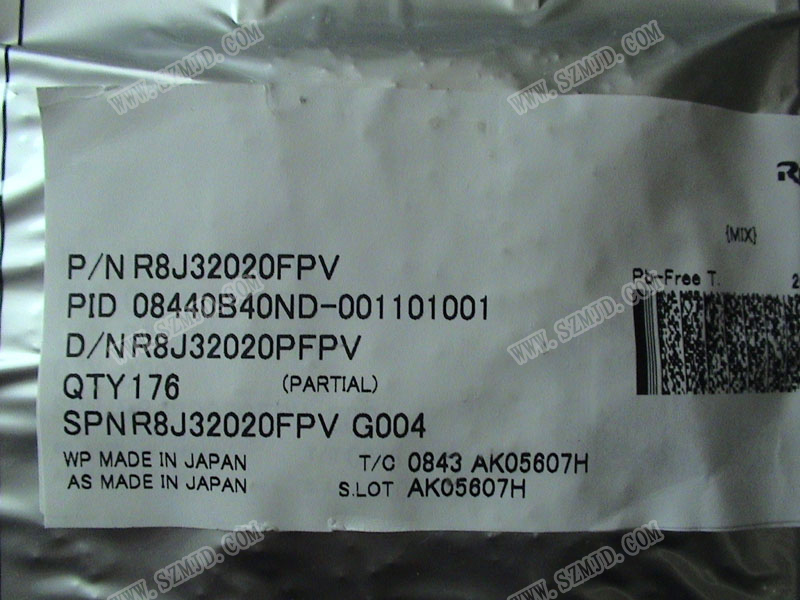 WWW.SZMJD.COM
WWW.SZMJD.COM
{MIX}
P/N R8J32020FPV
Pb-Free T.
2
PID 08440B40ND-001101001
D/N R8J32020PFPV
WWW.SZMJD.COM
WWW.SZMJD.COM
QTY 176 (PARTIAL)
SPN R8J32020FPV G004
WP MADE IN JAPAN T/C 0843 AK05607H
AS MADE IN JAPAN S.LOT AK05607H
WWW.SZMJD.COM
WWW.SZMJD.COM